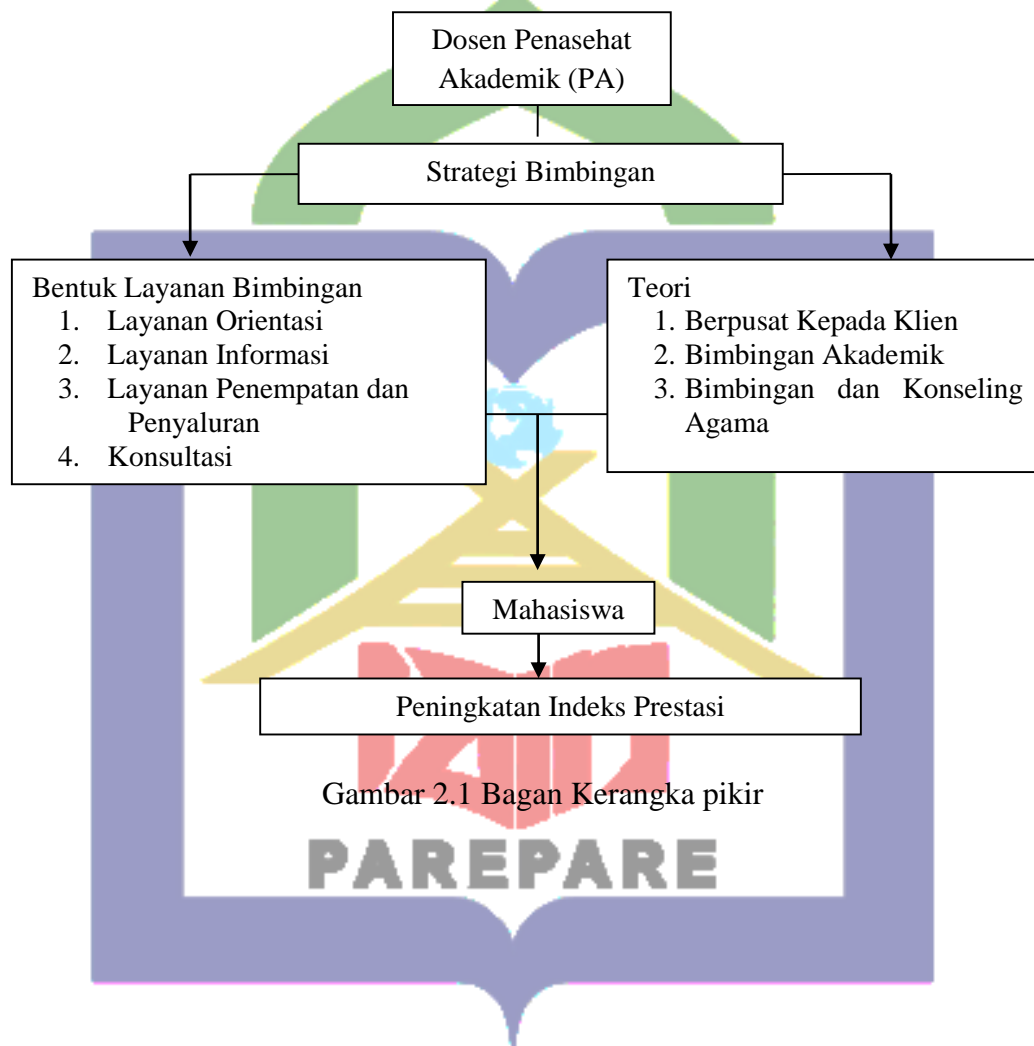 Dosen Penasehat
Akademik (PA)
Strategi Bimbingan
Bentuk Layanan Bimbingan
1. Layanan Orientasi
2. Layanan Informasi
3. Layanan Penempatan dan
Penyaluran
4. Konsultasi
Teori
1. Berpusat Kepada Klien
2. Bimbingan Akademik
3. Bimbingan dan Konseling
Agama
Mahasiswa
Peningkatan Indeks Prestasi
Gambar 2.1 Bagan Kerangka pikir
PAREPARE